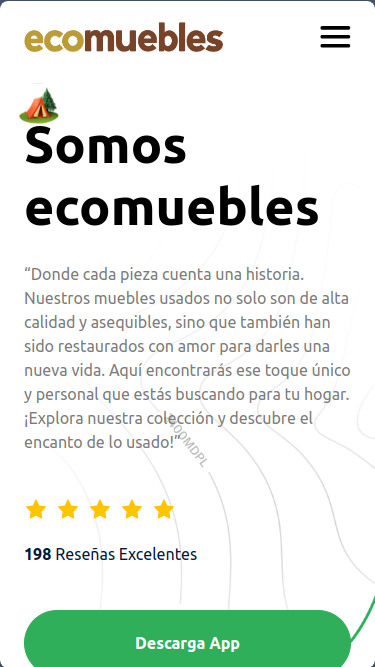 ecomuebles
Somos
ecomuebles
“Donde cada pieza cuenta una historia.
Nuestros muebles usados no solo son de alta
calidad y asequibles, sino que también han
sido restaurados con amor para darles una
nueva vida. Aquí encontrarás ese toque único
y personal que estás buscando para tu hogar.
¡Explora nuestra colección y descubre el
encanto de lo usado!”
198 Reseñas Excelentes
Descarga App